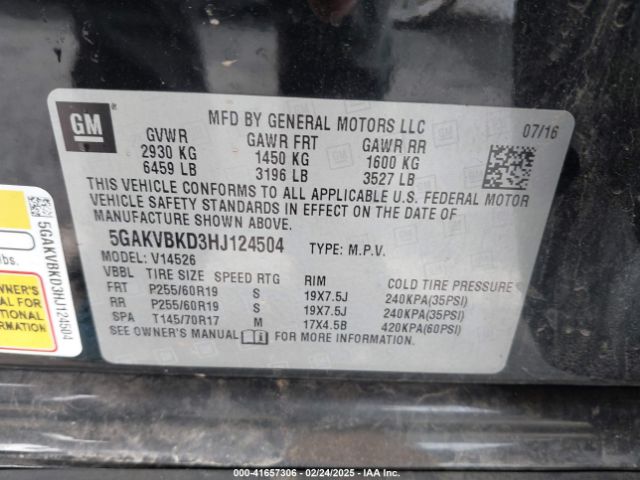 GM
®
MFD BY GENERAL MOTORS LLC
07/16
GVWR GAWR FRT GAWR RR
2930 KG 1450 KG 1600 KG
6459 LB 3196 LB 3527 LB
THIS VEHICLE CONFORMS TO ALL APPLICABLE U.S. FEDERAL MOTOR
VEHICLE SAFETY STANDARDS IN EFFECT ON THE DATE OF
MANUFACTURE SHOWN ABOVE.
5GAKVBKD3HJ124504 TYPE: M.P.V.
MODEL: V14526
VBBL TIRE SIZE SPEED RTG RIM COLD TIRE PRESSURE
FRT P255/60R19 S 19X7.5J 240KPA(35PSI)
RR P255/60R19 S 19X7.5J 240KPA(35PSI)
SPA T145/70R17 M 17X4.5B 420KPA(60PSI)
SEE OWNER'S MANUAL FOR MORE INFORMATION.
5GAKVBKD3HJ124504
000-41657306 - 02/24/2025 - IAA Inc.